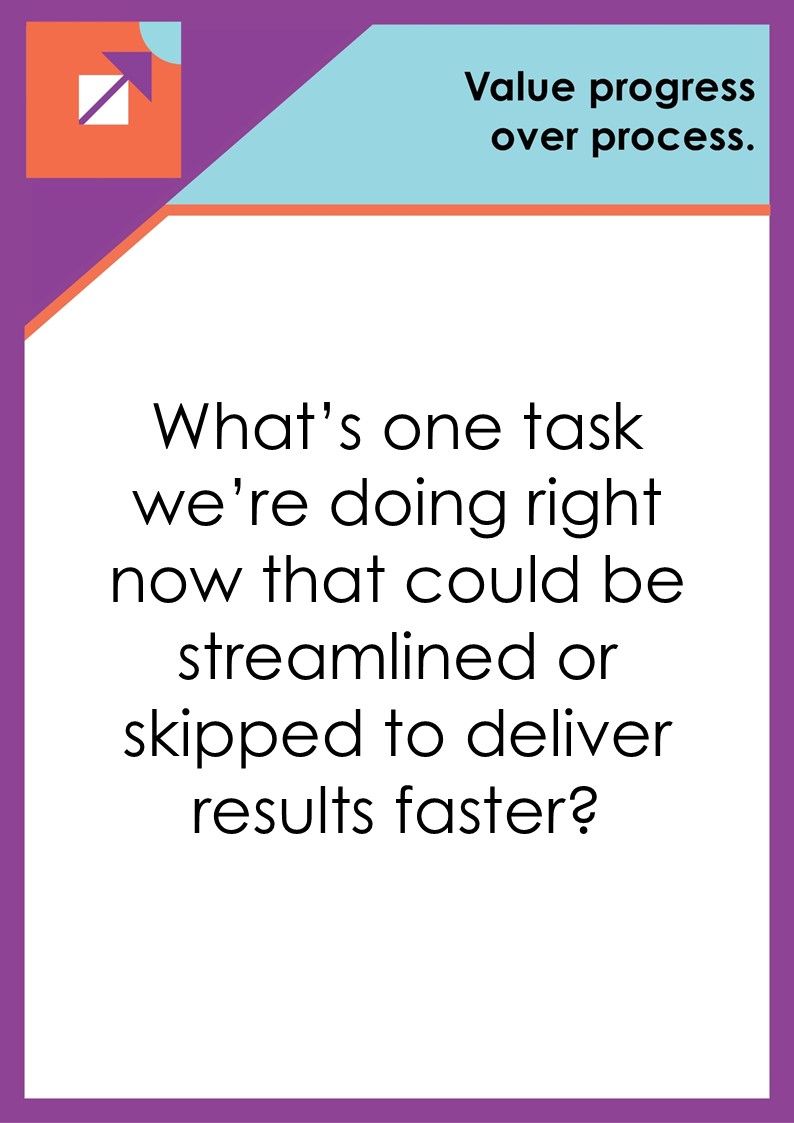 Value progress
over process.
What’s one task
we’re doing right
now that could be
streamlined or
skipped to deliver
results faster?